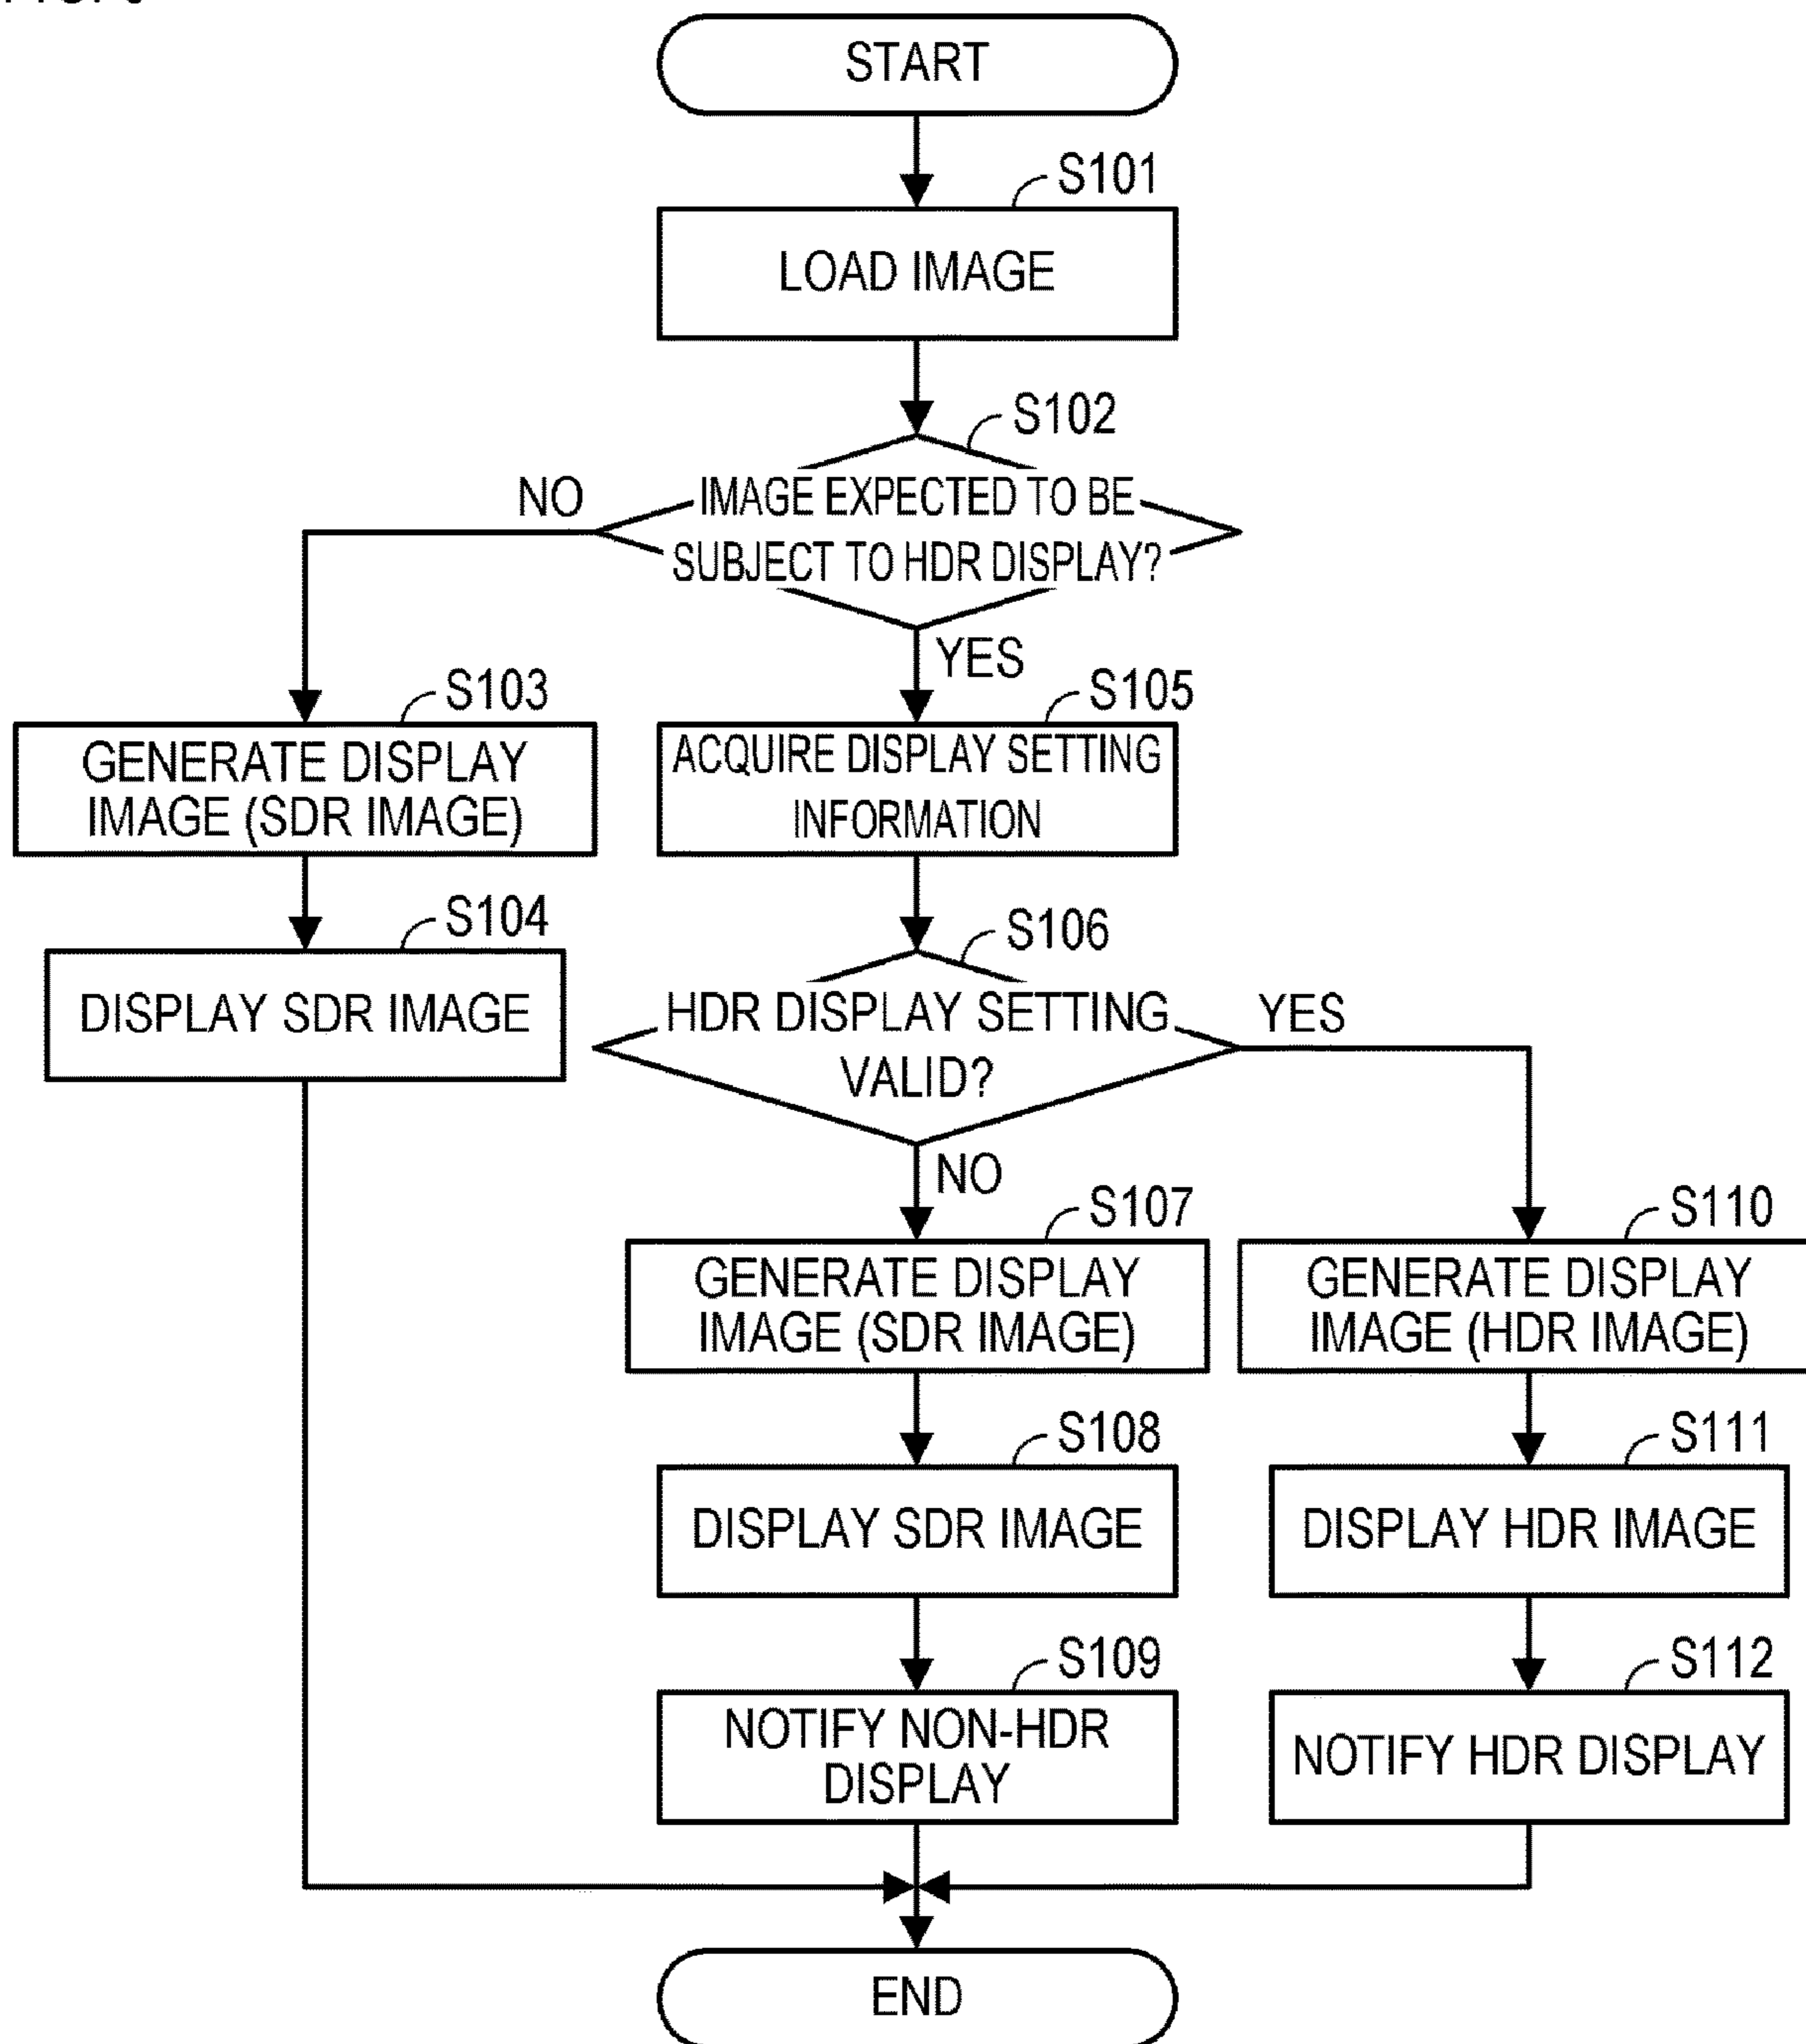 START
S101
LOAD IMAGE
S102
NO
IMAGE EXPECTED TO BE
SUBJECT TO HDR DISPLAY?
YES
S103
GENERATE DISPLAY
IMAGE (SDR IMAGE)
S105
ACQUIRE DISPLAY SETTING
INFORMATION
S104
DISPLAY SDR IMAGE
S106
HDR DISPLAY SETTING
VALID?
YES
NO
S107
GENERATE DISPLAY
IMAGE (SDR IMAGE)
S110
GENERATE DISPLAY
IMAGE (HDR IMAGE)
S108
DISPLAY SDR IMAGE
S111
DISPLAY HDR IMAGE
S109
NOTIFY NON-HDR
DISPLAY
S112
NOTIFY HDR DISPLAY
END